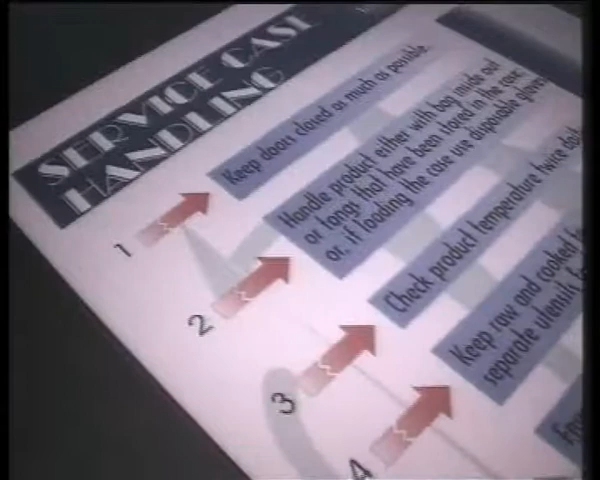 SERVICE CASE
HANDLING
1
Keep doors closed as much as possible.
2
Handle product either with bag inside out
or tongs that have been stored in the case,
or, if loading the case use disposable gloves
3
Check product temperature twice
4
Keep raw and cooked
separate utensils